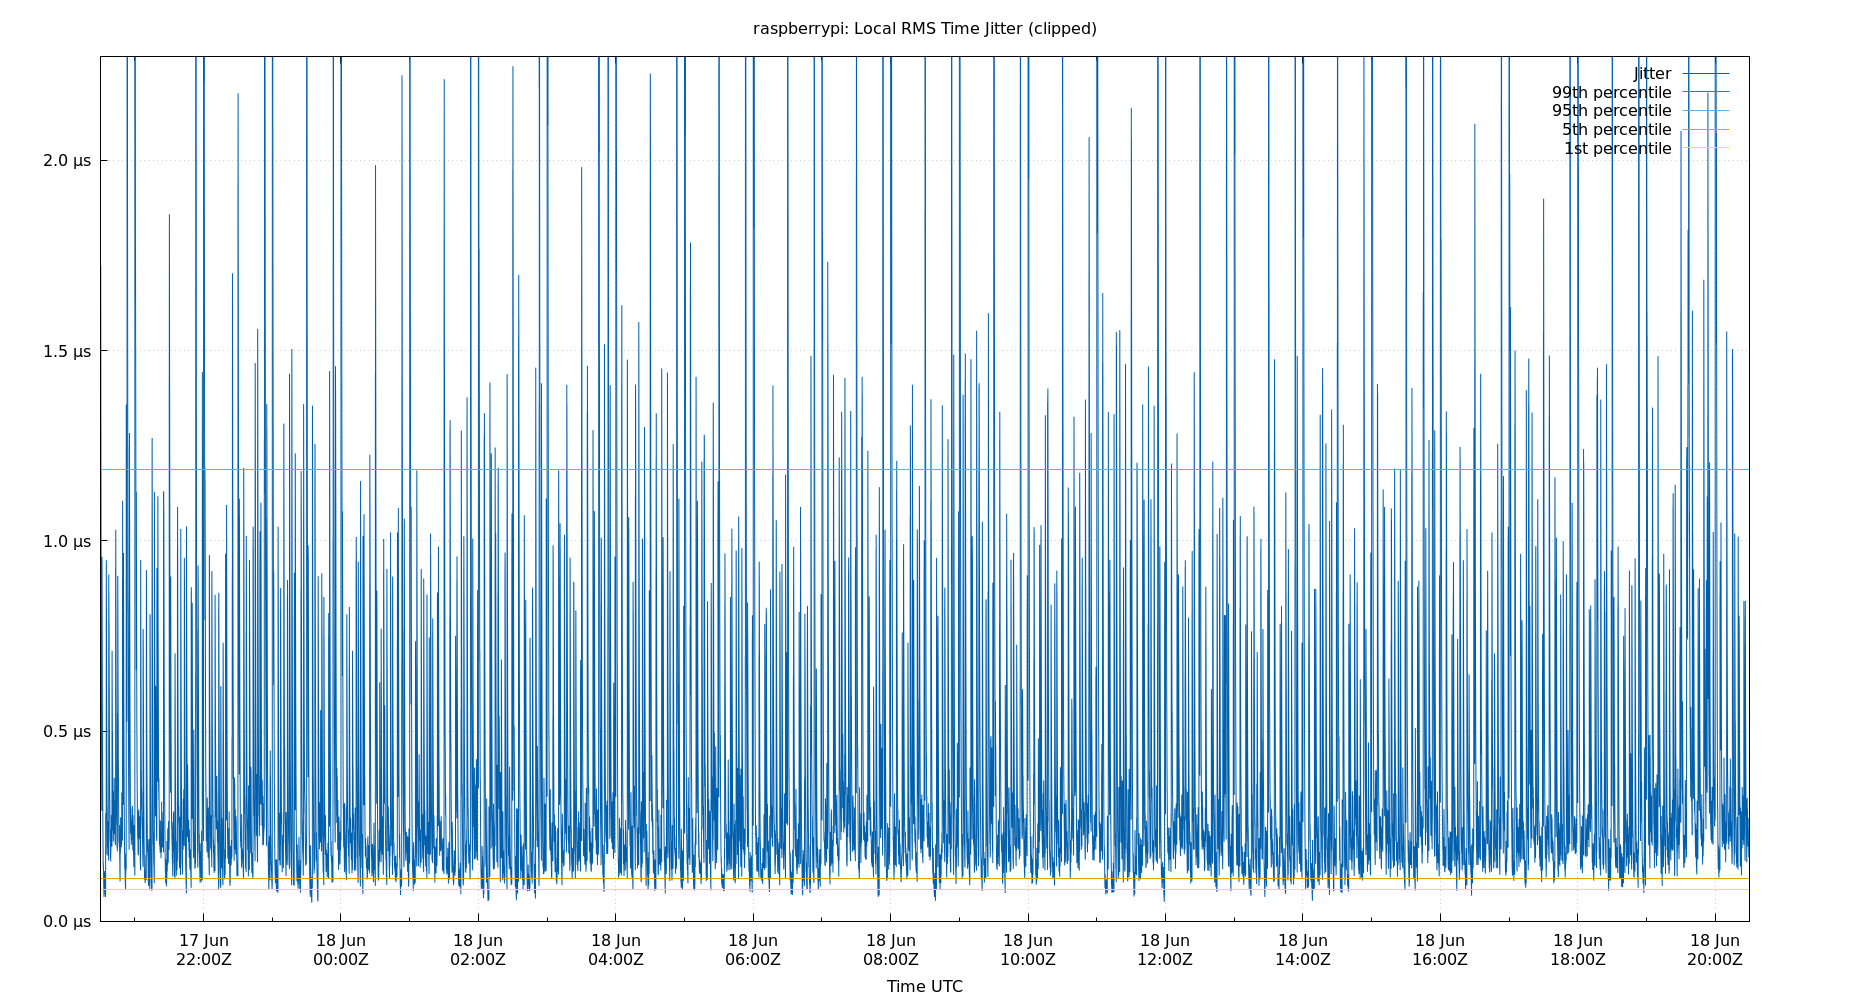 raspberrypi: Local RMS Time Jitter (clipped)
Jitter
99th percentile
95th percentile
5th percentile
1st percentile
2.0 μs
1.5 μs
1.0 μs
0.5 μs
0.0 μs
17 Jun 18 Jun 18 Jun 18 Jun 18 Jun 18 Jun 18 Jun 18 Jun 18 Jun 18 Jun 18 Jun 18 Jun
22:00Z 00:00Z 02:00Z 04:00Z 06:00Z 08:00Z 10:00Z 12:00Z 14:00Z 16:00Z 18:00Z 20:00Z
Time UTC